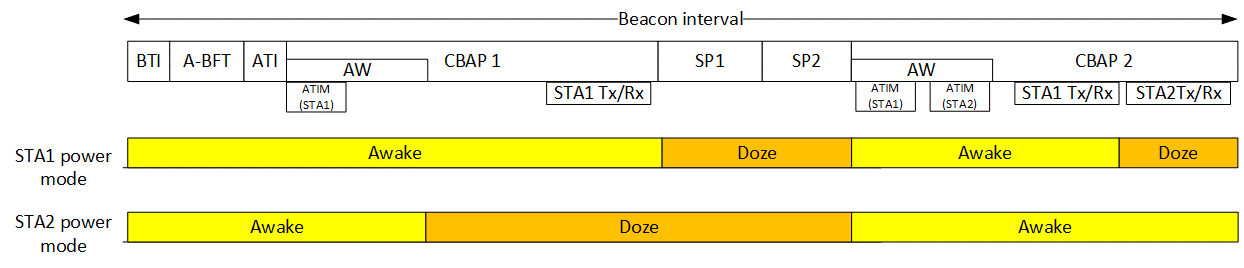 Beacon interval
BTI A-BFT ATI CBAP 1 SP1 SP2 CBAP 2
AW AW
ATIM
(STA1)
STA1 Tx/Rx
ATIM
(STA1)
ATIM
(STA2)
STA1 Tx/Rx
STA2Tx/Rx
STA1 power
mode
Awake Doze Awake Doze
STA2 power
mode
Awake Doze Awake